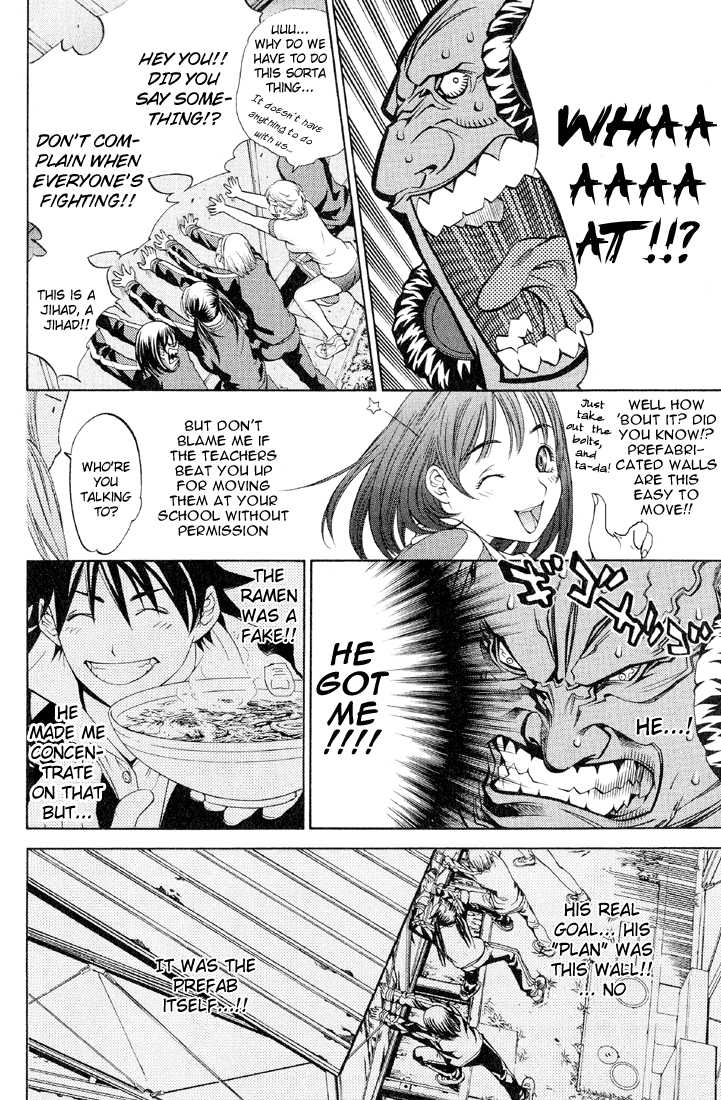 WHAA
AAAAA
AT!!!?
UUU...
WHY DO WE
HAVE TO DO
THIS SORTA
THING...
It doesn't have
anything to do
with us...
HEY YOU!!
DID YOU
SAY SOME-
THING!?
DON'T COM-
PLAIN WHEN
EVERYONE'S
FIGHTING!!
THIS IS A
JIHAD, A
JIHAD!!
WELL HOW
'BOUT IT? DID
YOU KNOW!?
PREFABRI-
CATED WALLS
ARE THIS
EASY TO
MOVE!!
Just
take
out the
bolts,
and
ta-da!
BUT DON'T
BLAME ME IF
THE TEACHERS
BEAT YOU UP
FOR MOVING
THEM AT YOUR
SCHOOL WITHOUT
PERMISSION
WHO'RE
YOU
TALKING
TO?
HE...!
HE
GOT
ME
!!!!
THE
RAMEN
WAS A
FAKE!!
HE
MADE ME
CONCEN-
TRATE
ON THAT
BUT...
HIS REAL
GOAL... HIS
"PLAN" WAS
THIS WALL!!
... NO
IT WAS THE
PREFAB
ITSELF...!!